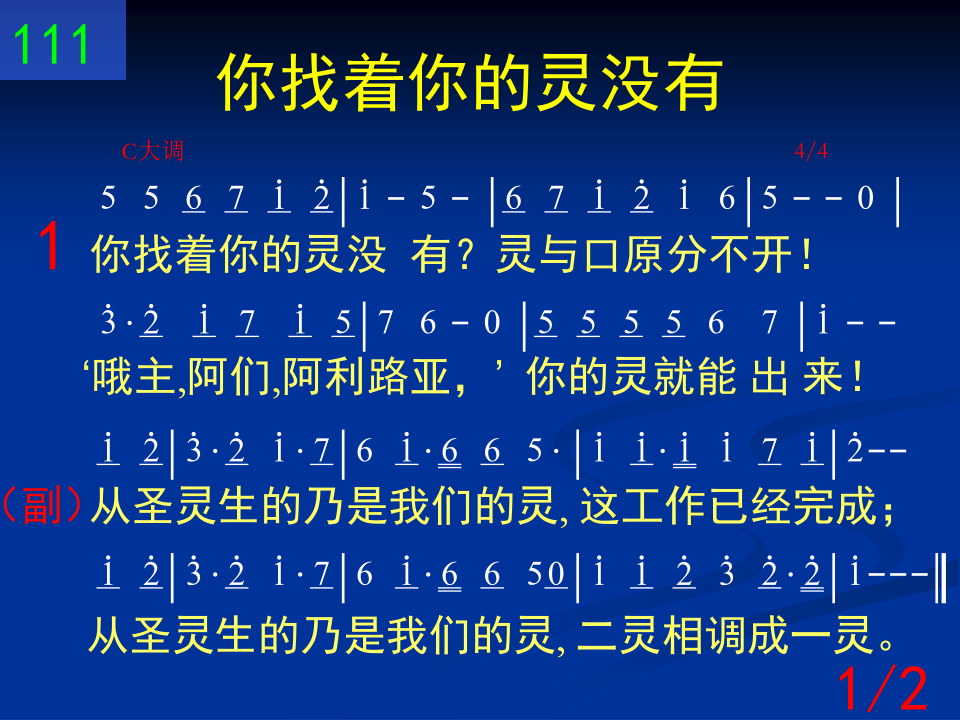 111
你找着你的灵没有
C大调 4/4
5 5 6 7 i̇ 2̇ | i̇ - 5 - | 6 7 i̇ 2̇ i̇ 6 | 5 - - 0 |
1 你找着你的灵没 有？灵与口原分不开！
3̇ · 2̇ i̇ 7 i̇ 5 | 7 6 - 0 | 5 5 5 5 6 7 | i̇ - -
‘哦主,阿们,阿利路亚，’ 你的灵就能 出 来！
i̇ 2̇ | 3̇ · 2̇ i̇ · 7 | 6 i̇ · 6 6 5 · | i̇ i̇ · i̇ i̇ 7 i̇ | 2̇ - -
（副）从圣灵生的乃是我们的灵, 这工作已经完成；
i̇ 2̇ | 3̇ · 2̇ i̇ · 7 | 6 i̇ · 6 6 5 0 | i̇ i̇ 2̇ 3̇ 2̇ · 2̇ | i̇ - - - ‖
从圣灵生的乃是我们的灵, 二灵相调成一灵。
1/2